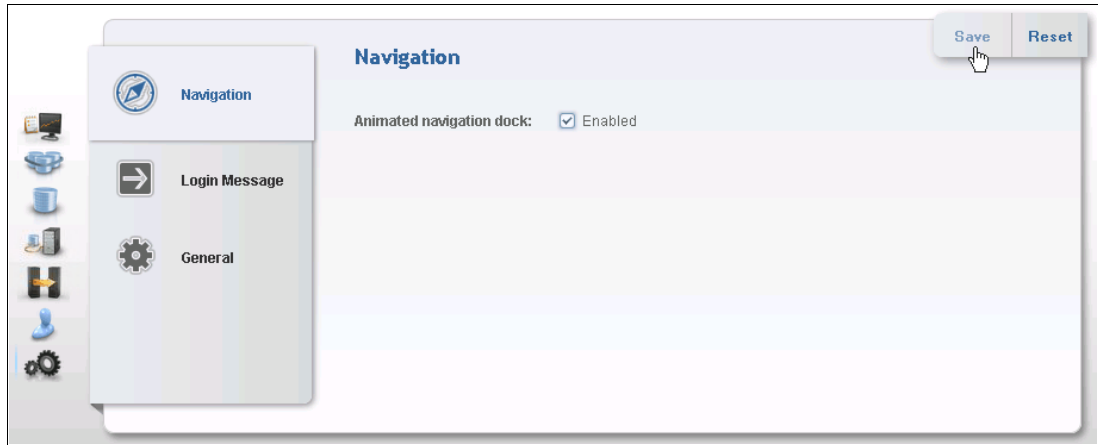 Save Reset
Navigation
Navigation
Animated navigation dock: Enabled
Login Message
General